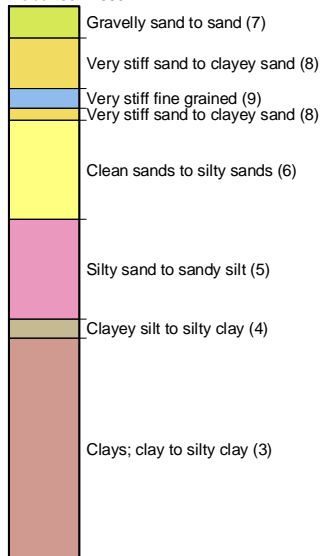 Gravelly sand to sand (7)
Very stiff sand to clayey sand (8)
Very stiff fine grained (9)
Very stiff sand to clayey sand (8)
Clean sands to silty sands (6)
Silty sand to sandy silt (5)
Clayey silt to silty clay (4)
Clays; clay to silty clay (3)